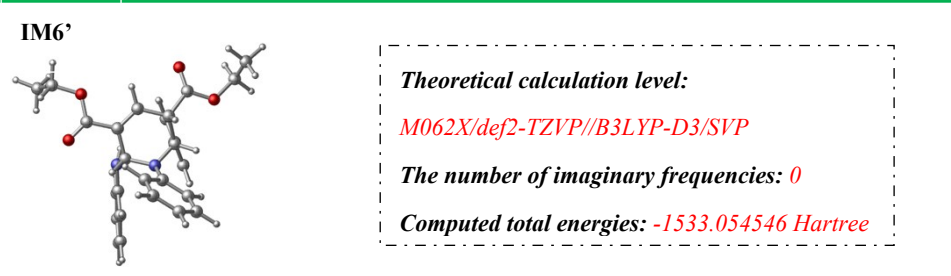 IM6’
Theoretical calculation level:
M062X/def2-TZVP//B3LYP-D3/SVP
The number of imaginary frequencies: 0
Computed total energies: -1533.054546 Hartree